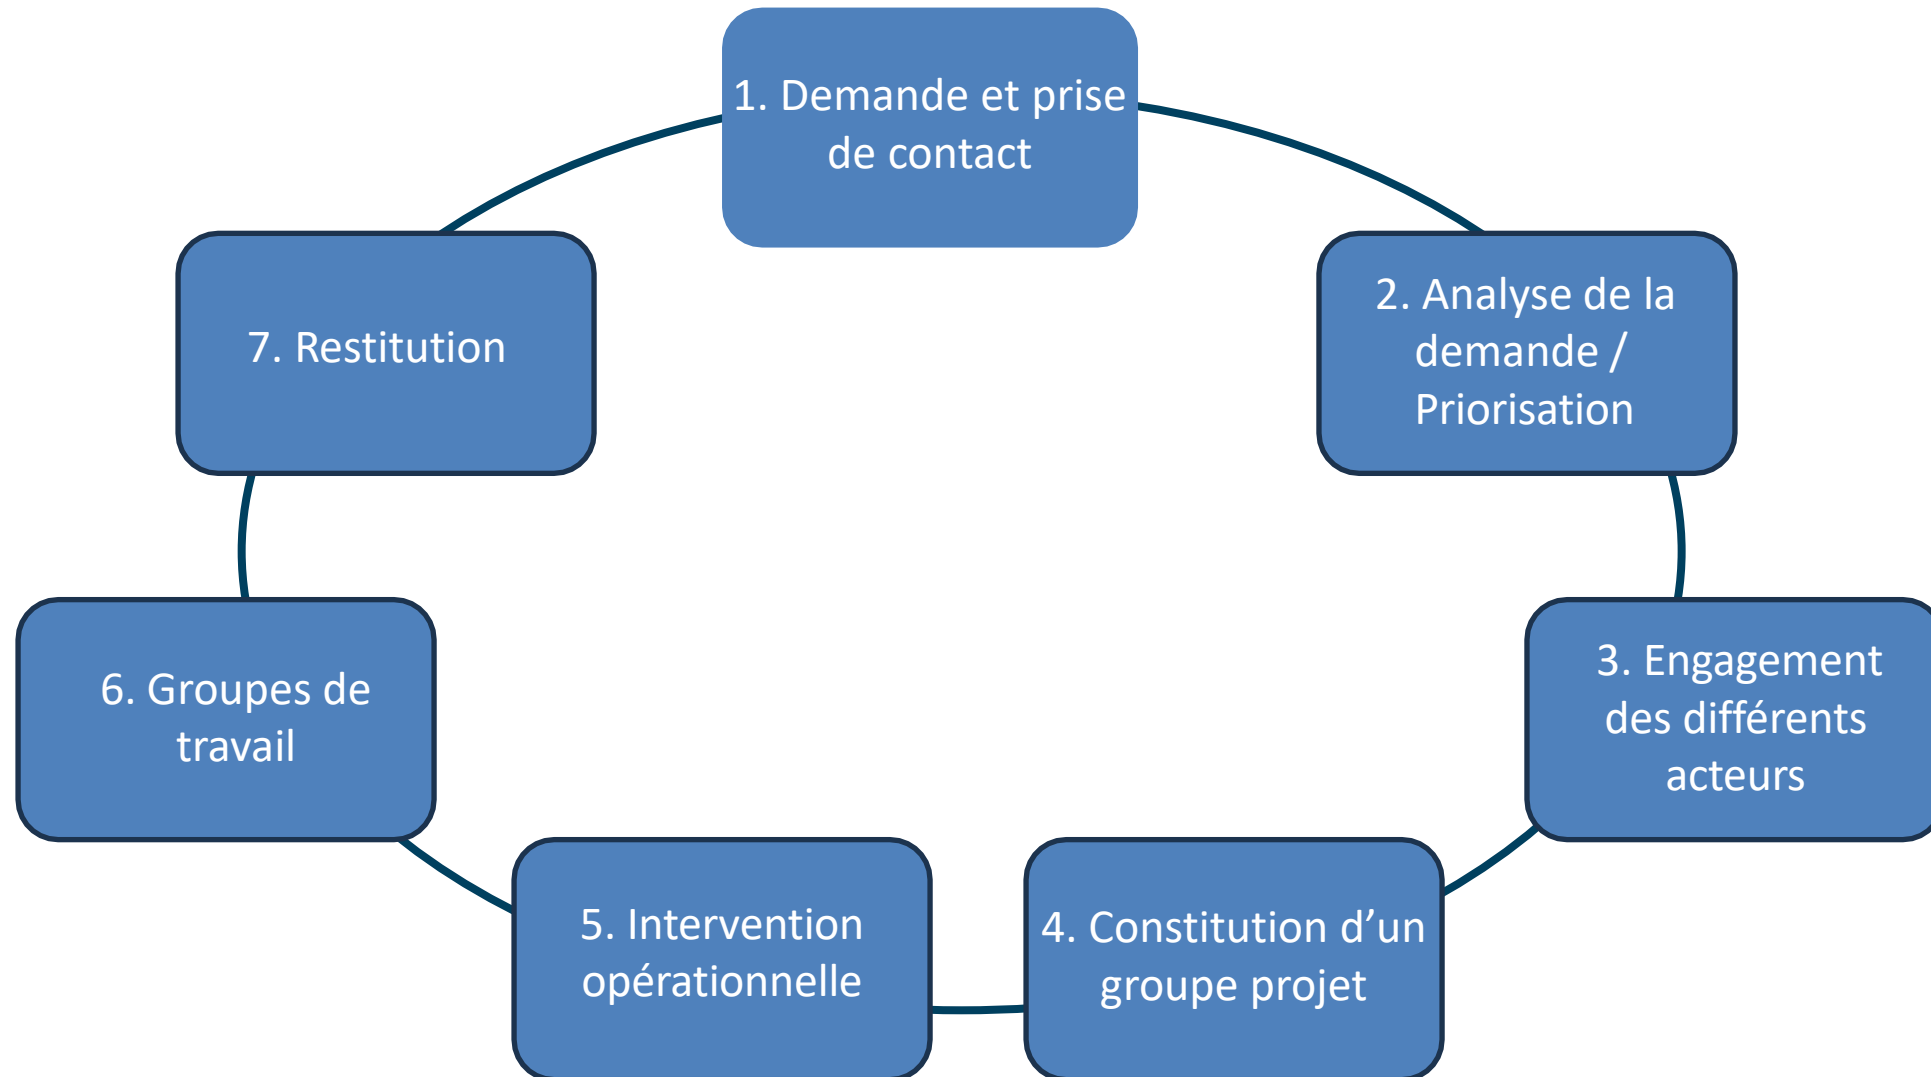 1. Demande et prise
de contact
2. Analyse de la
demande /
Priorisation
3. Engagement
des différents
acteurs
4. Constitution d’un
groupe projet
5. Intervention
opérationnelle
6. Groupes de
travail
7. Restitution